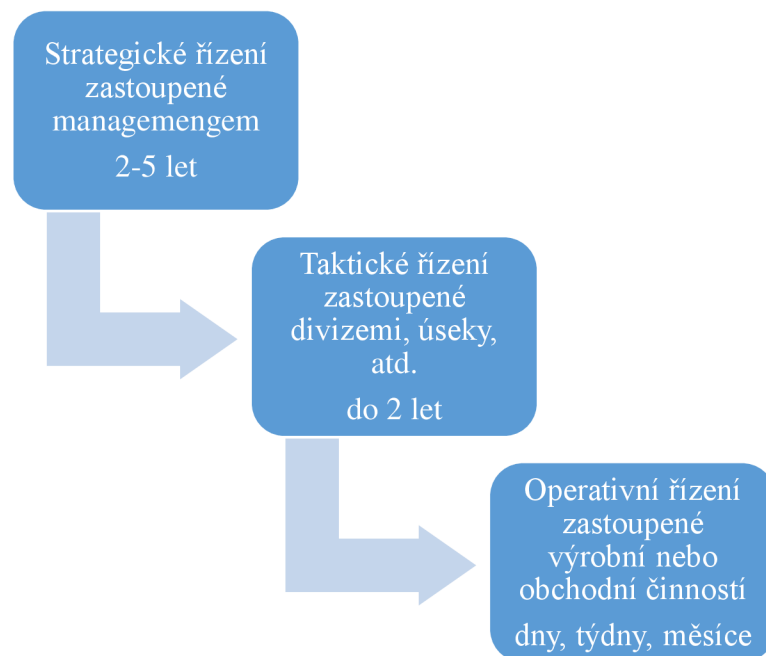 Strategické řízení
zastoupené
managemengem
2-5 let
Taktické řízení
zastoupené
divizemi, úseky,
atd.
do 2 let
Operativní řízení
zastoupené
výrobní nebo
obchodní činností
dny, týdny, měsíce